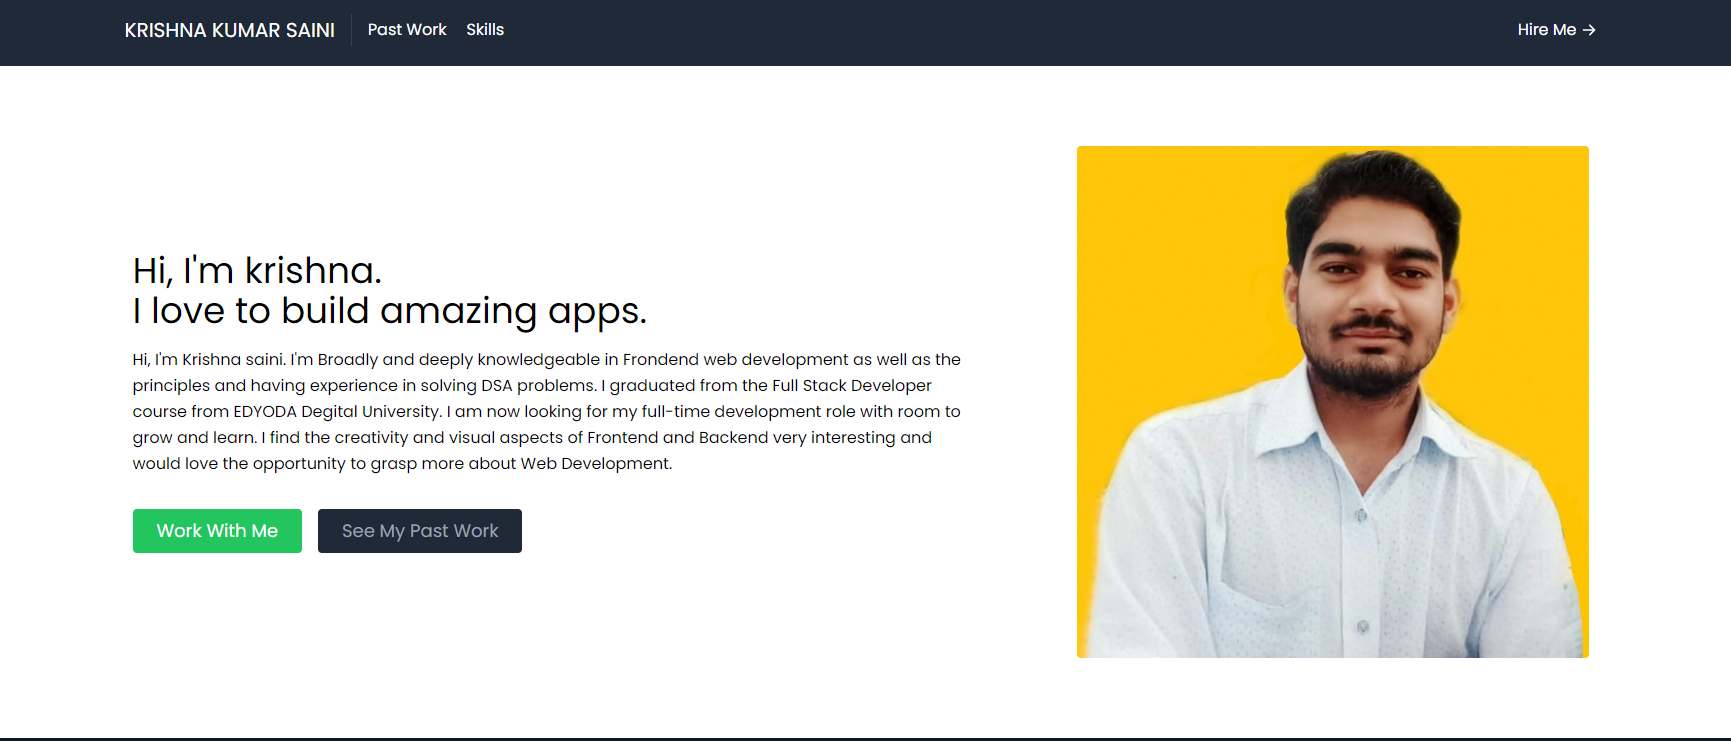 KRISHNA KUMAR SAINI Past Work Skills Hire Me →
Hi, I'm krishna.
I love to build amazing apps.
Hi, I'm Krishna saini. I'm Broadly and deeply knowledgeable in Frondend web development as well as the
principles and having experience in solving DSA problems. I graduated from the Full Stack Developer
course from EDYODA Degital University. I am now looking for my full-time development role with room to
grow and learn. I find the creativity and visual aspects of Frontend and Backend very interesting and
would love the opportunity to grasp more about Web Development.
Work With Me See My Past Work